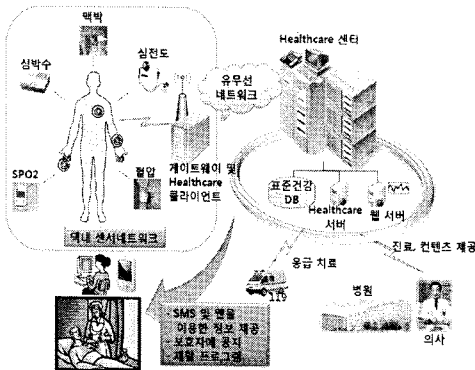 맥박
심박수
심전도
SPO2
혈압
게이트웨이 및
Healthcare
클라이언트
댁내 센서네트워크
유무선
네트워크
Healthcare 센터
표준건강
DB
Healthcare
서버
웹 서버
응급 치료
119
진료, 컨텐츠 제공
병원
의사
- SMS 및 웹을
이용한 정보 제공
- 보호자에 공지
- 재활 프로그램